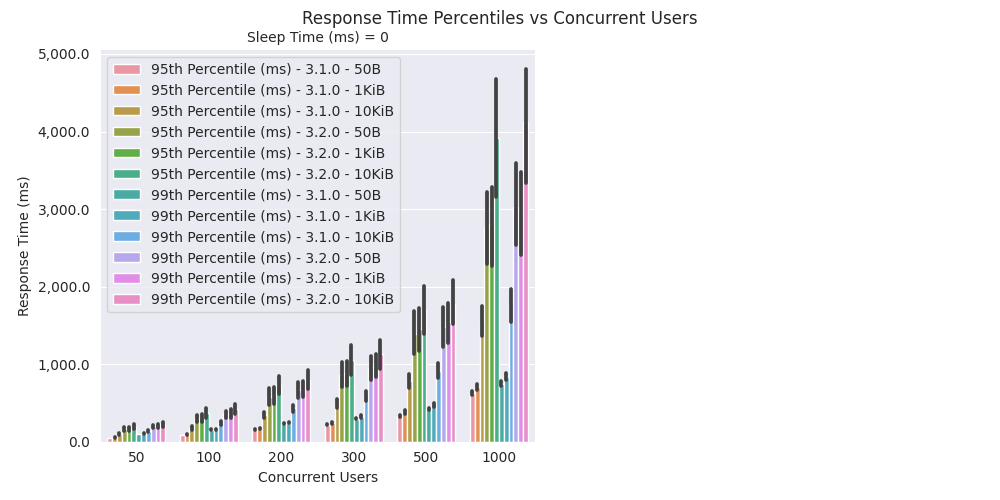 Response Time Percentiles vs Concurrent Users
Sleep Time (ms) = 0
5,000.0
4,000.0
3,000.0
2,000.0
1,000.0
0.0
Response Time (ms)
95th Percentile (ms) - 3.1.0 - 50B
95th Percentile (ms) - 3.1.0 - 1KiB
95th Percentile (ms) - 3.1.0 - 10KiB
95th Percentile (ms) - 3.2.0 - 50B
95th Percentile (ms) - 3.2.0 - 1KiB
95th Percentile (ms) - 3.2.0 - 10KiB
99th Percentile (ms) - 3.1.0 - 50B
99th Percentile (ms) - 3.1.0 - 1KiB
99th Percentile (ms) - 3.1.0 - 10KiB
99th Percentile (ms) - 3.2.0 - 50B
99th Percentile (ms) - 3.2.0 - 1KiB
99th Percentile (ms) - 3.2.0 - 10KiB
50 100 200 300 500 1000
Concurrent Users